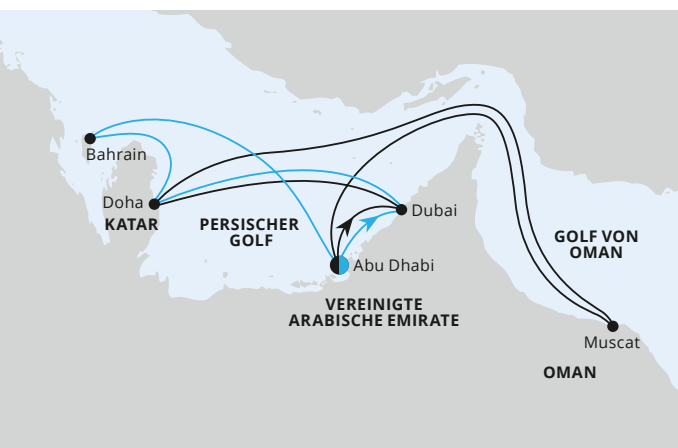 Bahrain
Doha
KATAR
PERSISCHER
GOLF
Dubai
Abu Dhabi
GOLF VON
OMAN
VEREINIGTE
ARABISCHE EMIRATE
Muscat
OMAN